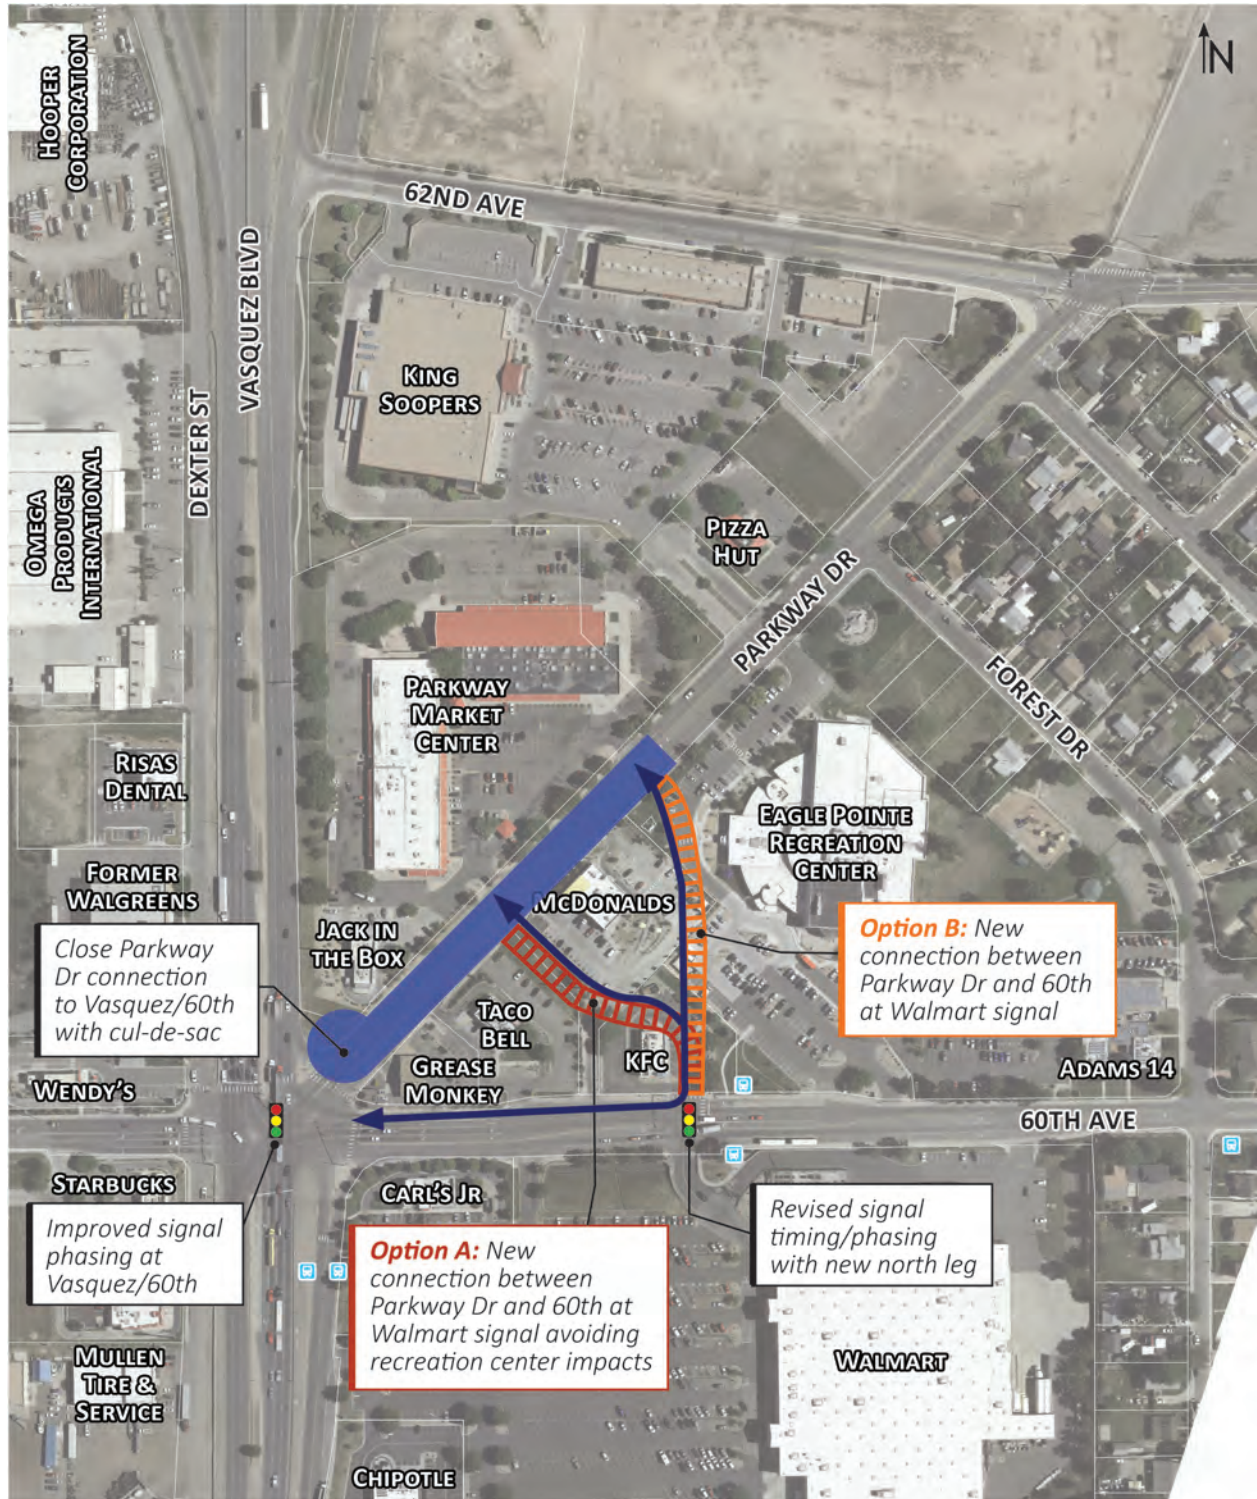 N
HOOPER
CORPORATION
62ND AVE
VASQUEZ BLVD
DEXTER ST
KING
SOOPERS
OMEGA
PRODUCTS
INTERNATIONAL
PIZZA
HUT
PARKWAY DR
FOREST DR
PARKWAY
MARKET
CENTER
RISAS
DENTAL
EAGLE POINTE
RECREATION
CENTER
FORMER
WALGREENS
MCDONALDS
JACK IN
THE BOX
Close Parkway
Dr connection
to Vasquez/60th
with cul-de-sac
Option B: New
connection between
Parkway Dr and 60th
at Walmart signal
TACO
BELL
KFC
GREASE
MONKEY
ADAMS 14
WENDY'S
60TH AVE
STARBUCKS
CARL'S JR
Improved signal
phasing at
Vasquez/60th
Option A: New
connection between
Parkway Dr and 60th at
Walmart signal avoiding
recreation center impacts
Revised signal
timing/phasing
with new north leg
WALMART
MULLEN
TIRE &
SERVICE
CHIPOTLE